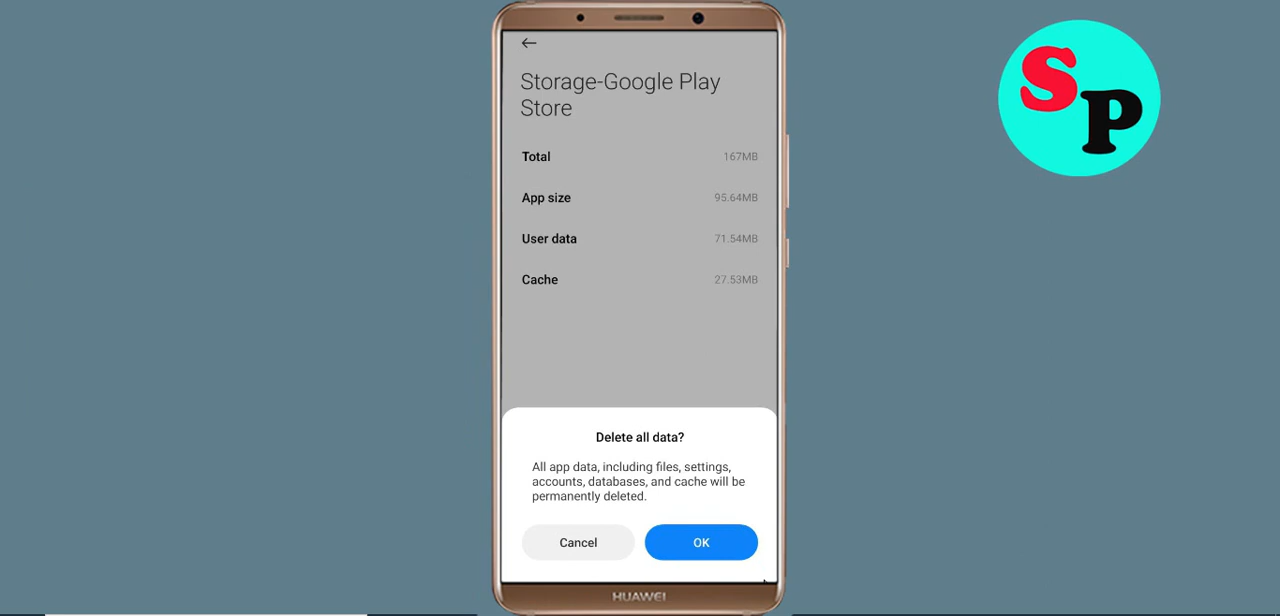 SP
Storage-Google Play
Store
Total 167MB
App size 95.64MB
User data 71.54MB
Cache 27.53MB
Delete all data?
All app data, including files, settings,
accounts, databases, and cache will be
permanently deleted.
Cancel OK
HUAWEI